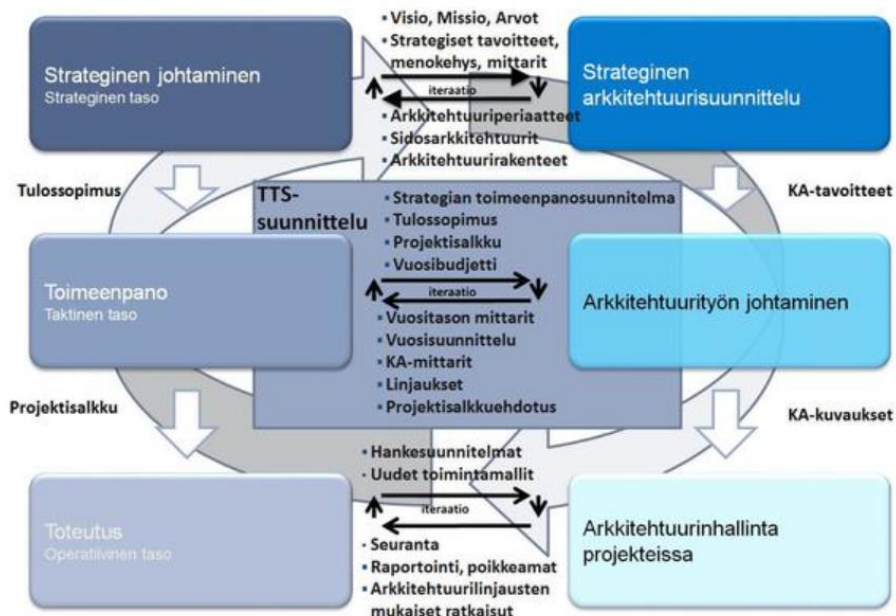 Strateginen johtaminen
Strateginen taso
▪ Visio, Missio, Arvot
▪ Strategiset tavoitteet,
menokehys, mittarit
iteraatio
▪ Arkkitehtuuriperiaatteet
▪ Sidosarkkitehtuurit
▪ Arkkitehtuurirakenteet
Strateginen
arkkitehtuurisuunnittelu
Tulossopimus
KA-tavoitteet
TTS-
suunnittelu
▪ Strategian toimeenpanosuunnitelma
▪ Tulossopimus
▪ Projektisalkku
▪ Vuosibudjetti
Toimeenpano
Taktinen taso
iteraatio
Arkkitehtuurityön johtaminen
▪ Vuositason mittarit
▪ Vuosisuunnittelu
▪ KA-mittarit
▪ Linjaukset
▪ Projektisalkkuehdotus
Projektisalkku
KA-kuvaukset
▪ Hankesuunnitelmat
- Uudet toimintamallit
Toteutus
Operatiivinen taso
iteraatio
- Seuranta
▪ Raportointi, poikkeamat
▪ Arkkitehtuurilinjausten
mukaiset ratkaisut
Arkkitehtuurinhallinta
projekteissa